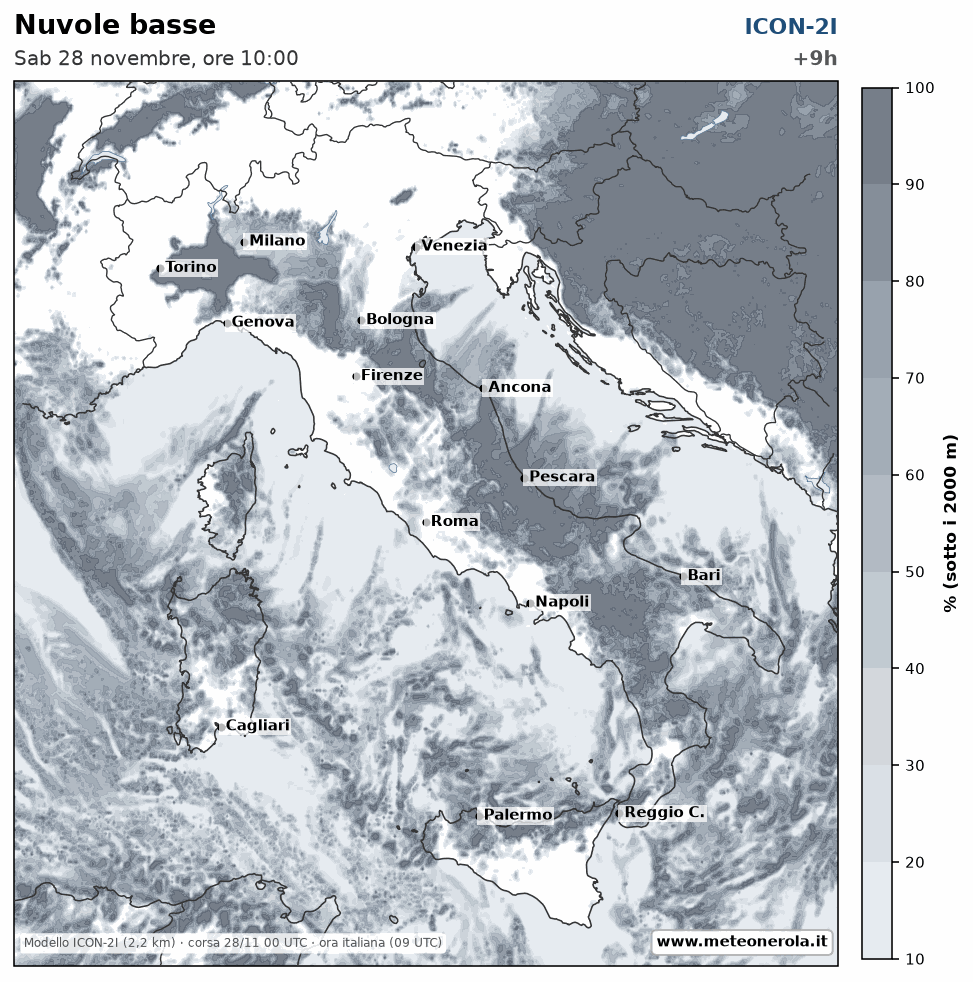 Nuvole basse
ICON-2I
Sab 28 novembre, ore 10:00
+9h
100
90
80
70
60
50
40
30
20
10
% (sotto i 2000 m)
Milano
Venezia
Torino
Genova
Bologna
Firenze
Ancona
Pescara
Roma
Bari
Napoli
Cagliari
Palermo
Reggio C.
Modello ICON-2I (2,2 km) · corsa 28/11 00 UTC · ora italiana (09 UTC)
www.meteonerola.it